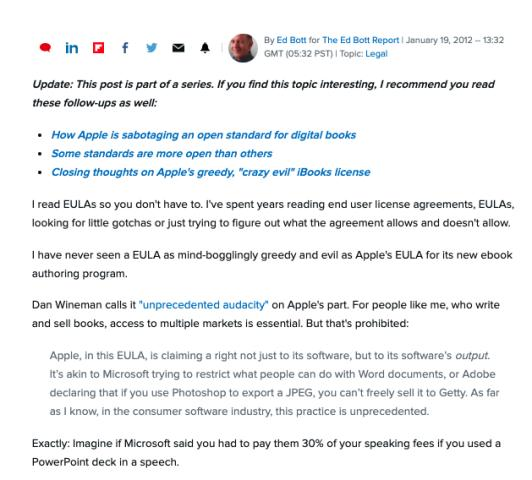 By Ed Bott for The Ed Bott Report | January 19, 2012 -- 13:32
GMT (05:32 PST) | Topic: Legal
Update: This post is part of a series. If you find this topic interesting, I recommend you read
these follow-ups as well:
• How Apple is sabotaging an open standard for digital books
• Some standards are more open than others
• Closing thoughts on Apple's greedy, "crazy evil" iBooks license
I read EULAs so you don't have to. I've spent years reading end user license agreements, EULAs,
looking for little gotchas or just trying to figure out what the agreement allows and doesn't allow.
I have never seen a EULA as mind-bogglingly greedy and evil as Apple's EULA for its new ebook
authoring program.
Dan Wineman calls it "unprecedented audacity" on Apple's part. For people like me, who write
and sell books, access to multiple markets is essential. But that's prohibited:
Apple, in this EULA, is claiming a right not just to its software, but to its software's output.
It's akin to Microsoft trying to restrict what people can do with Word documents, or Adobe
declaring that if you use Photoshop to export a JPEG, you can't freely sell it to Getty. As far
as I know, in the consumer software industry, this practice is unprecedented.
Exactly: Imagine if Microsoft said you had to pay them 30% of your speaking fees if you used a
PowerPoint deck in a speech.